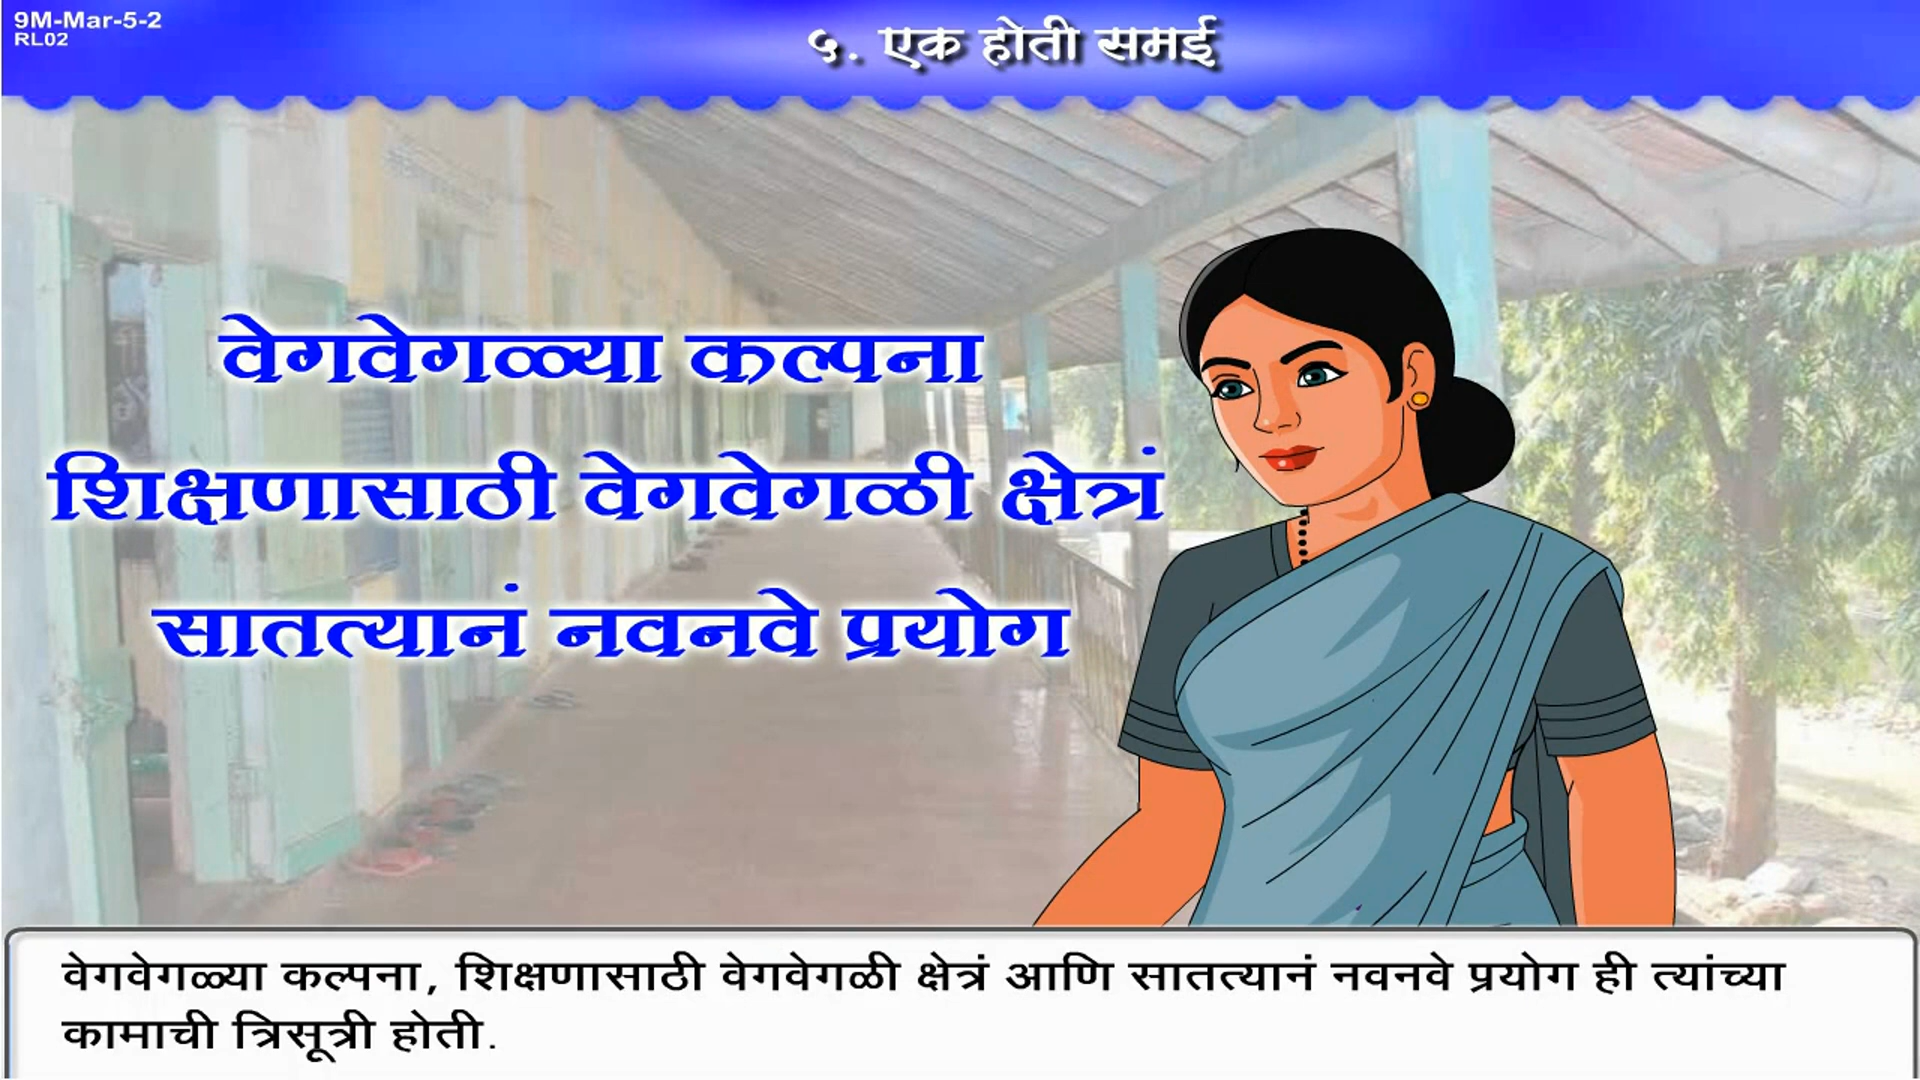 9M-Mar-5-2
RL02
५. एक होती समई
वेगवेगळ्या कल्पना
शिक्षणासाठी वेगवेगळी क्षेत्रं
सातत्यानं नवनवे प्रयोग
वेगवेगळ्या कल्पना, शिक्षणासाठी वेगवेगळी क्षेत्रं आणि सातत्यानं नवनवे प्रयोग ही त्यांच्या
कामाची त्रिसूत्री होती.